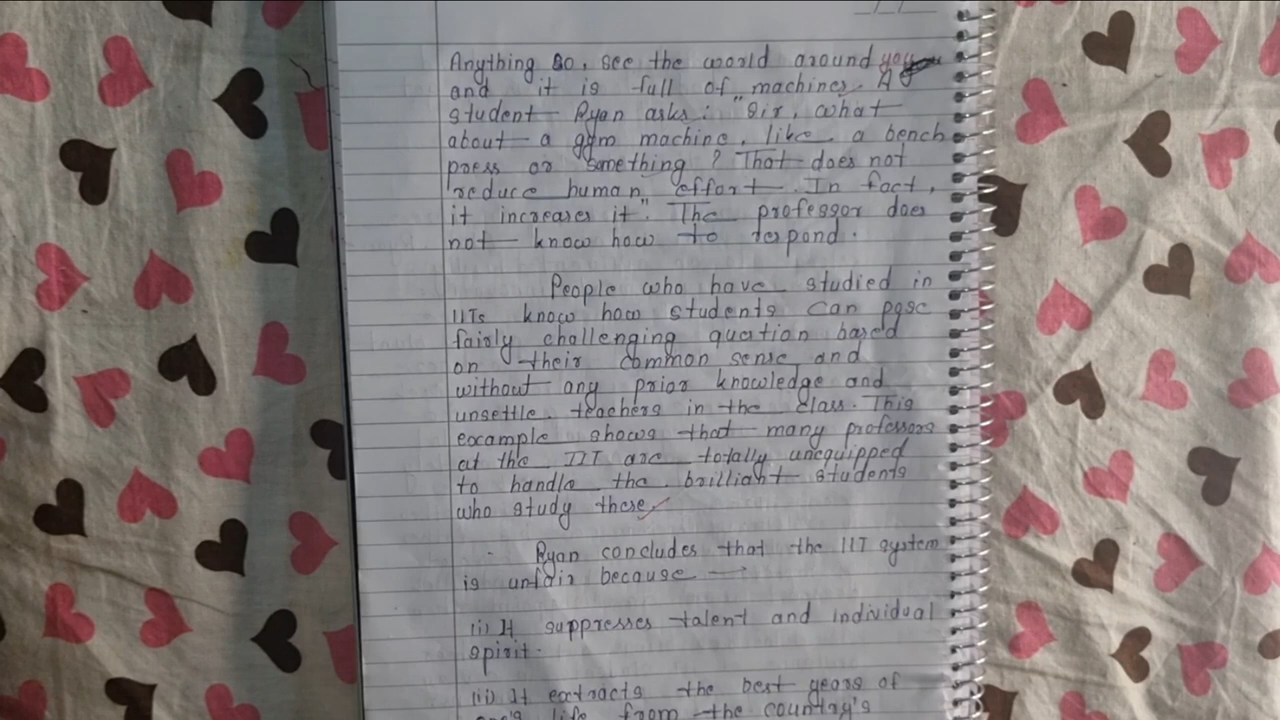 Anything so, see the world around you
and it is full of machines. A
student Ryan asks: "Sir, what
about a gym machine, like a bench
press or something? That does not
reduce human effort. In fact,
it increases it". The professor does
not know how to respond.
People who have studied in
IITs know how students can pose
fairly challenging quation based
on their common sense and
without any prior knowledge and
unsettle teachers in the class. This
example shows that many professors
at the IIT are totally unequipped
to handle the brilliant students
who study there.
Ryan concludes that the IIT system
is unfair because →
(i) It suppresses talent and individual
spirit.
(ii) It extracts the best years of
one's life from the country's